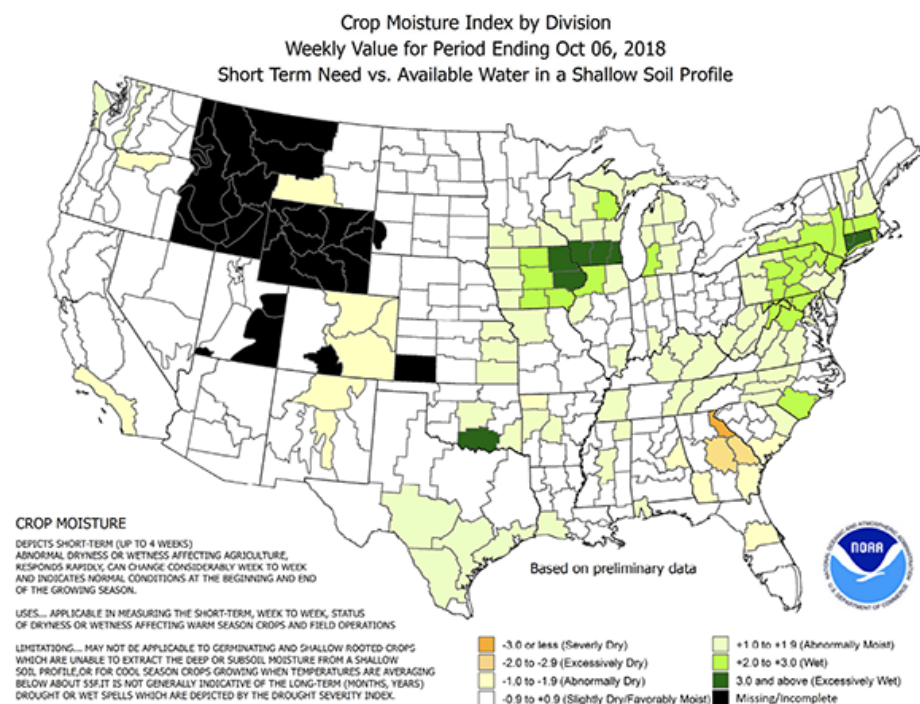 Crop Moisture Index by Division
Weekly Value for Period Ending Oct 06, 2018
Short Term Need vs. Available Water in a Shallow Soil Profile
CROP MOISTURE
DEPICTS SHORT-TERM (UP TO 4 WEEKS)
ABNORMAL DRYNESS OR WETNESS AFFECTING AGRICULTURE,
RESPONDS RAPIDLY, CAN CHANGE CONSIDERABLY WEEK TO WEEK
AND INDICATES NORMAL CONDITIONS AT THE BEGINNING AND END
OF THE GROWING SEASON.
USES... APPLICABLE IN MEASURING THE SHORT-TERM, WEEK TO WEEK, STATUS
OF DRYNESS OR WETNESS AFFECTING WARM SEASON CROPS AND FIELD OPERATIONS
LIMITATIONS... MAY NOT BE APPLICABLE TO GERMINATING AND SHALLOW ROOTED CROPS
WHICH ARE UNABLE TO EXTRACT THE DEEP OR SUBSOIL MOISTURE FROM A SHALLOW
SOIL PROFILE,OR FOR COOL SEASON CROPS GROWING WHEN TEMPERATURES ARE AVERAGING
BELOW ABOUT 55F.IT IS NOT GENERALLY INDICATIVE OF THE LONG-TERM (MONTHS, YEARS)
DROUGHT OR WET SPELLS WHICH ARE DEPICTED BY THE DROUGHT SEVERITY INDEX.
Based on preliminary data
NATIONAL OCEANIC AND ATMOSPHERIC ADMINISTRATION
NOAA
U.S. DEPARTMENT OF COMMERCE
-3.0 or less (Severly Dry)
-2.0 to -2.9 (Excessively Dry)
-1.0 to -1.9 (Abnormally Dry)
-0.9 to +0.9 (Slightly Dry/Favorably Moist)
+1.0 to +1.9 (Abnormally Moist)
+2.0 to +3.0 (Wet)
3.0 and above (Excessively Wet)
Missing/Incomplete